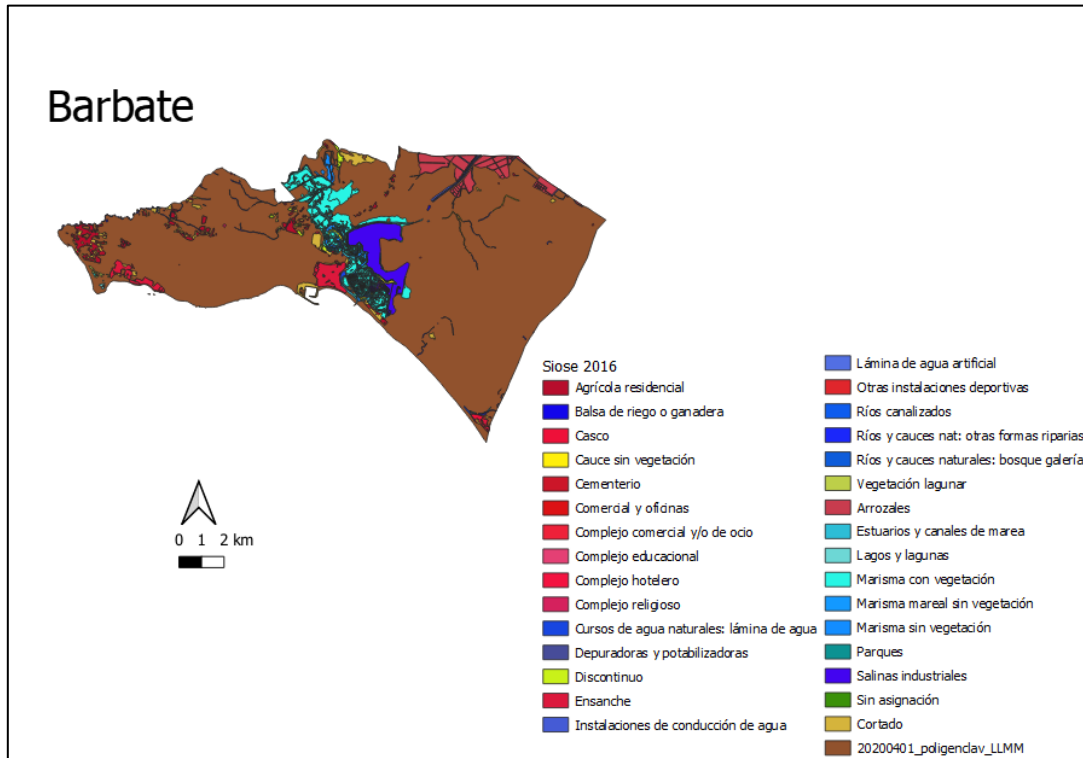 Barbate
0 1 2 km
Siose 2016
Agrícola residencial
Balsa de riego o ganadera
Casco
Cauce sin vegetación
Cementerio
Comercial y oficinas
Complejo comercial y/o de ocio
Complejo educacional
Complejo hotelero
Complejo religioso
Cursos de agua naturales: lámina de agua
Depuradoras y potabilizadoras
Discontinuo
Ensanche
Instalaciones de conducción de agua
Lámina de agua artificial
Otras instalaciones deportivas
Ríos canalizados
Ríos y cauces nat: otras formas riparias
Ríos y cauces naturales: bosque galería
Vegetación lagunar
Arrozales
Estuarios y canales de marea
Lagos y lagunas
Marisma con vegetación
Marisma mareal sin vegetación
Marisma sin vegetación
Parques
Salinas industriales
Sin asignación
Cortado
20200401_poligenclav_LLMM